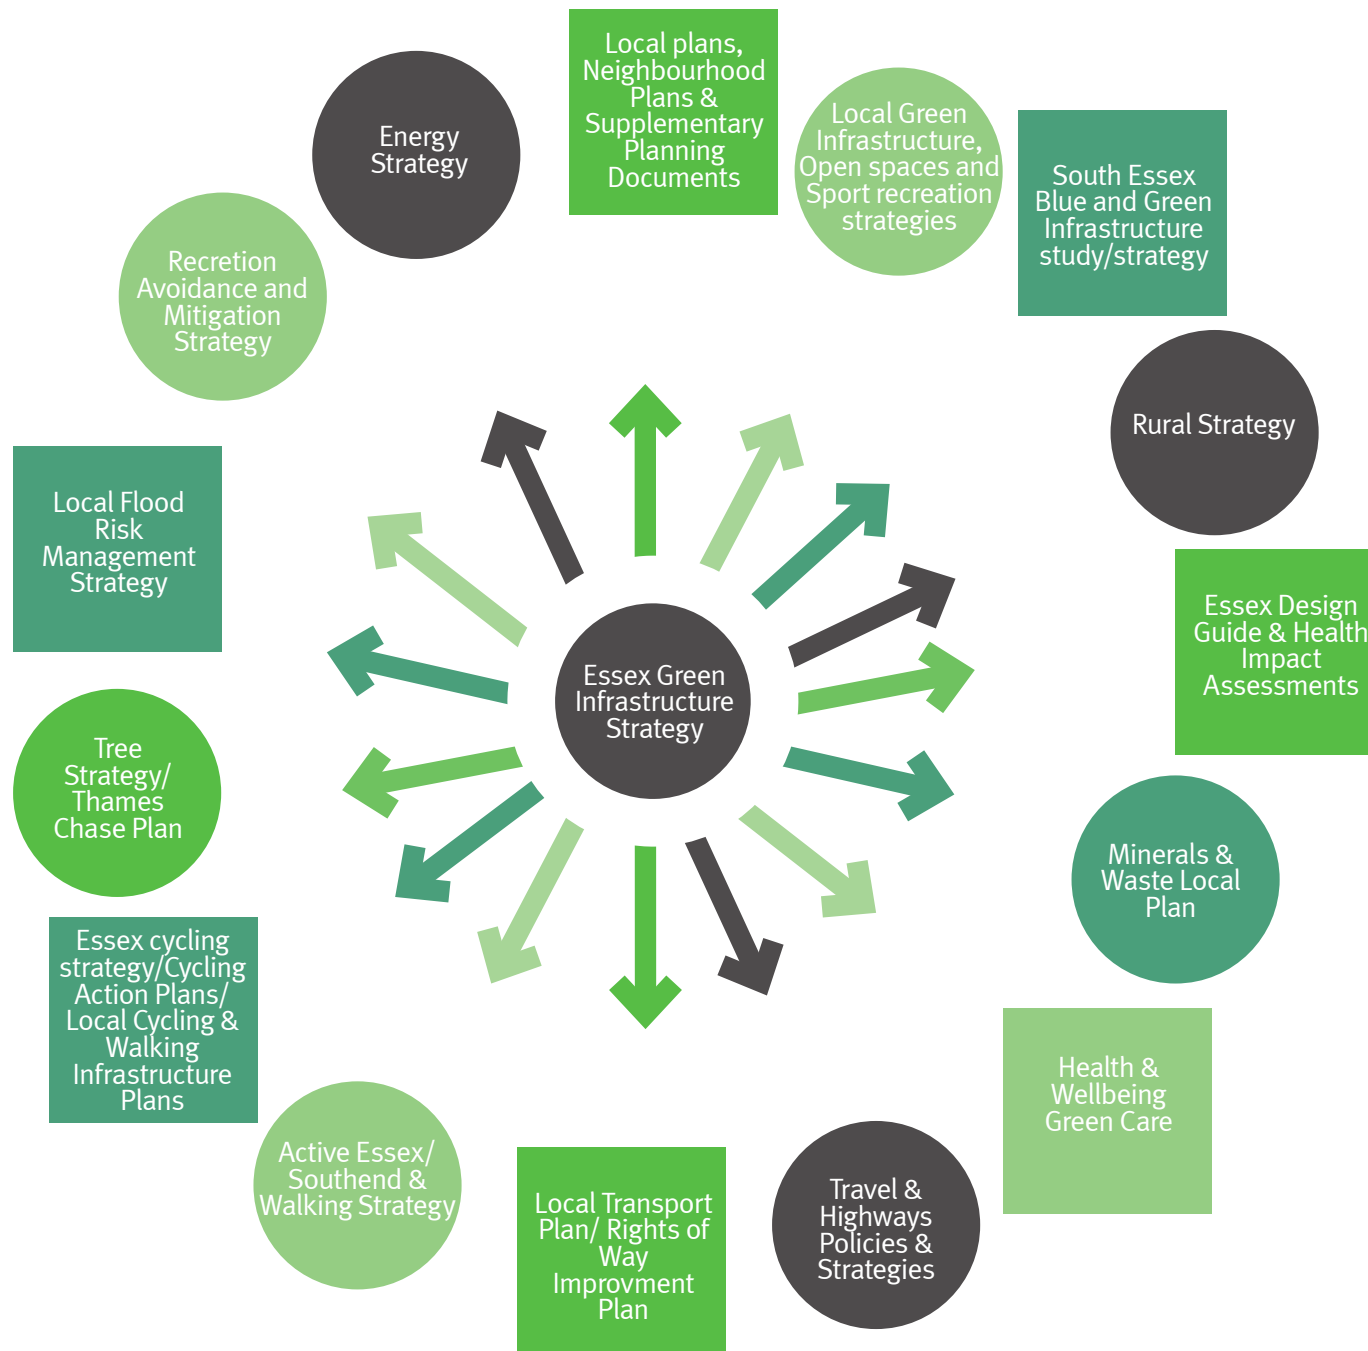 Local plans,
Neighbourhood
Plans &
Supplementary
Planning
Documents
Local Green
Infrastructure,
Open spaces and
Sport recreation
strategies
South Essex
Blue and Green
Infrastructure
study/strategy
Rural Strategy
Essex Design
Guide & Health
Impact
Assessments
Minerals &
Waste Local
Plan
Health &
Wellbeing
Green Care
Travel &
Highways
Policies &
Strategies
Local Transport
Plan/ Rights of
Way
Improvment
Plan
Active Essex/
Southend &
Walking Strategy
Essex cycling
strategy/Cycling
Action Plans/
Local Cycling &
Walking
Infrastructure
Plans
Tree
Strategy/
Thames
Chase Plan
Local Flood
Risk
Management
Strategy
Recretion
Avoidance and
Mitigation
Strategy
Energy
Strategy
Essex Green
Infrastructure
Strategy